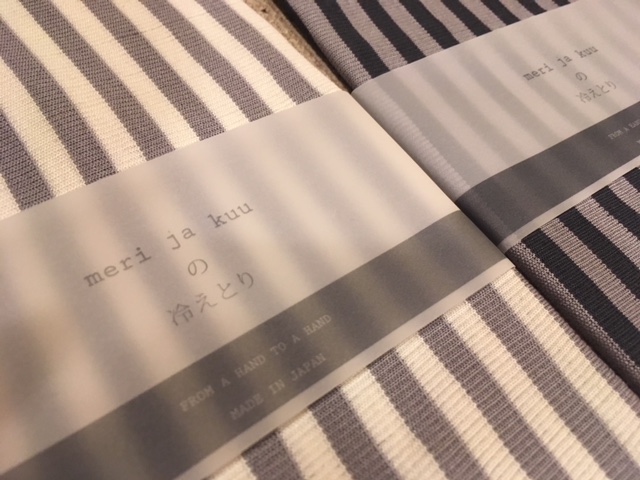 meri ja kuu
の
冷えとり
FROM A HAND TO A HAND
MADE IN JAPAN
meri ja kuu
の
冷えとり